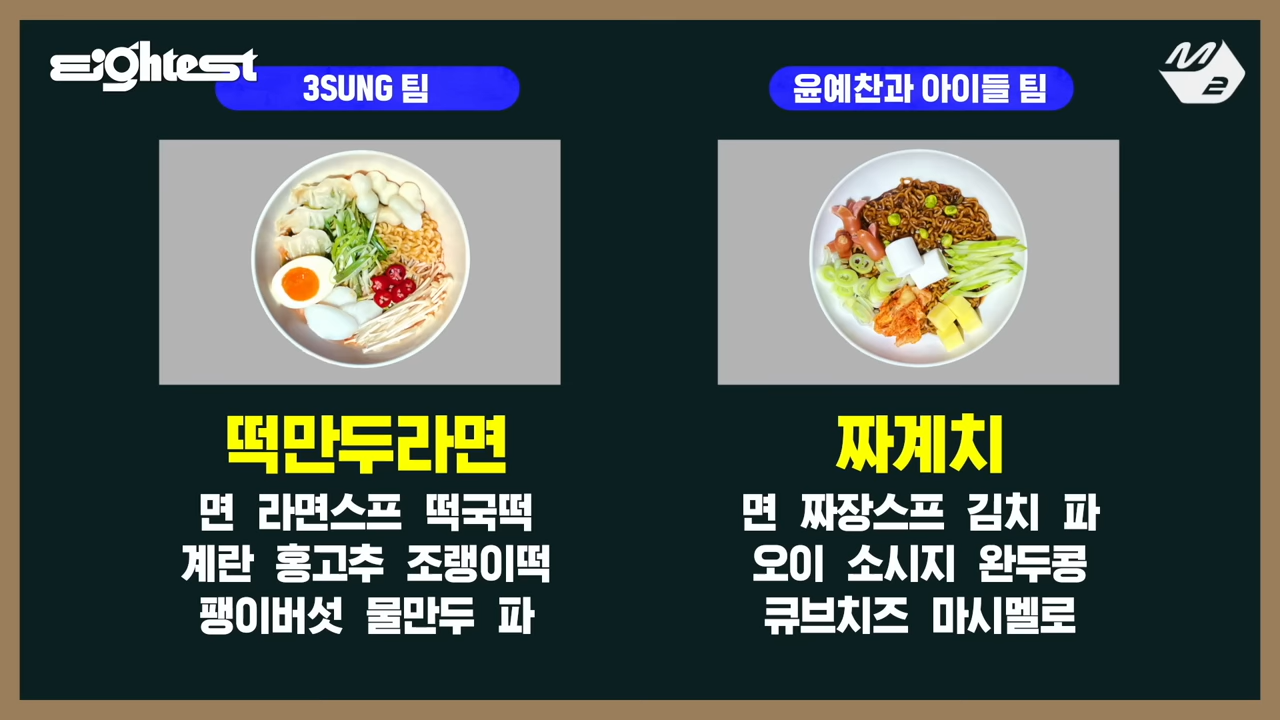 Eightest
M2
3SUNG 팀
떡만두라면
면 라면스프 떡국떡
계란 홍고추 조랭이떡
팽이버섯 물만두 파
윤예찬과 아이들 팀
짜계치
면 짜장스프 김치 파
오이 소시지 완두콩
큐브치즈 마시멜로